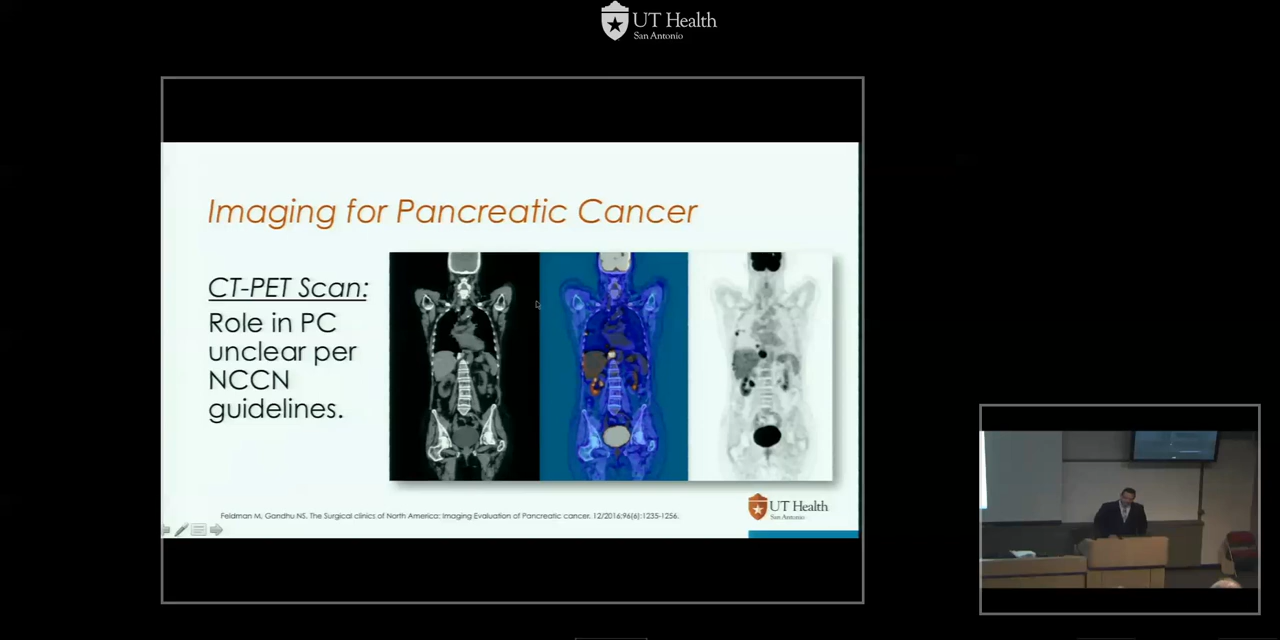 UT Health
San Antonio
Imaging for Pancreatic Cancer
CT-PET Scan:
Role in PC
unclear per
NCCN
guidelines.
Feldman M, Gandhu NS. The Surgical clinics of North America: Imaging Evaluation of Pancreatic cancer. 12/2016;96(6):1235-1256.
UT Health
San Antonio